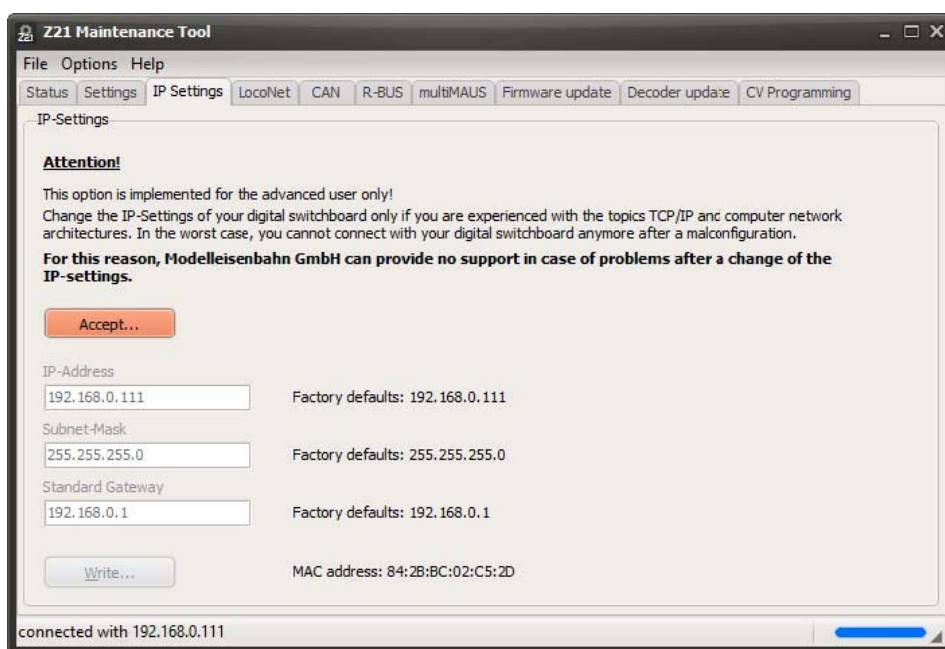 Z21 Maintenance Tool
File Options Help
Status Settings IP Settings LocoNet CAN R-BUS multiMAUS Firmware update Decoder update CV Programming
IP-Settings
Attention!
This option is implemented for the advanced user only!
Change the IP-Settings of your digital switchboard only if you are experienced with the topics TCP/IP and computer network
architectures. In the worst case, you cannot connect with your digital switchboard anymore after a malconfiguration.
For this reason, Modelleisenbahn GmbH can provide no support in case of problems after a change of the
IP-settings.
Accept...
IP-Address
192.168.0.111 Factory defaults: 192.168.0.111
Subnet-Mask
255.255.255.0 Factory defaults: 255.255.255.0
Standard Gateway
192.168.0.1 Factory defaults: 192.168.0.1
Write... MAC address: 84:2B:BC:02:C5:2D
connected with 192.168.0.111